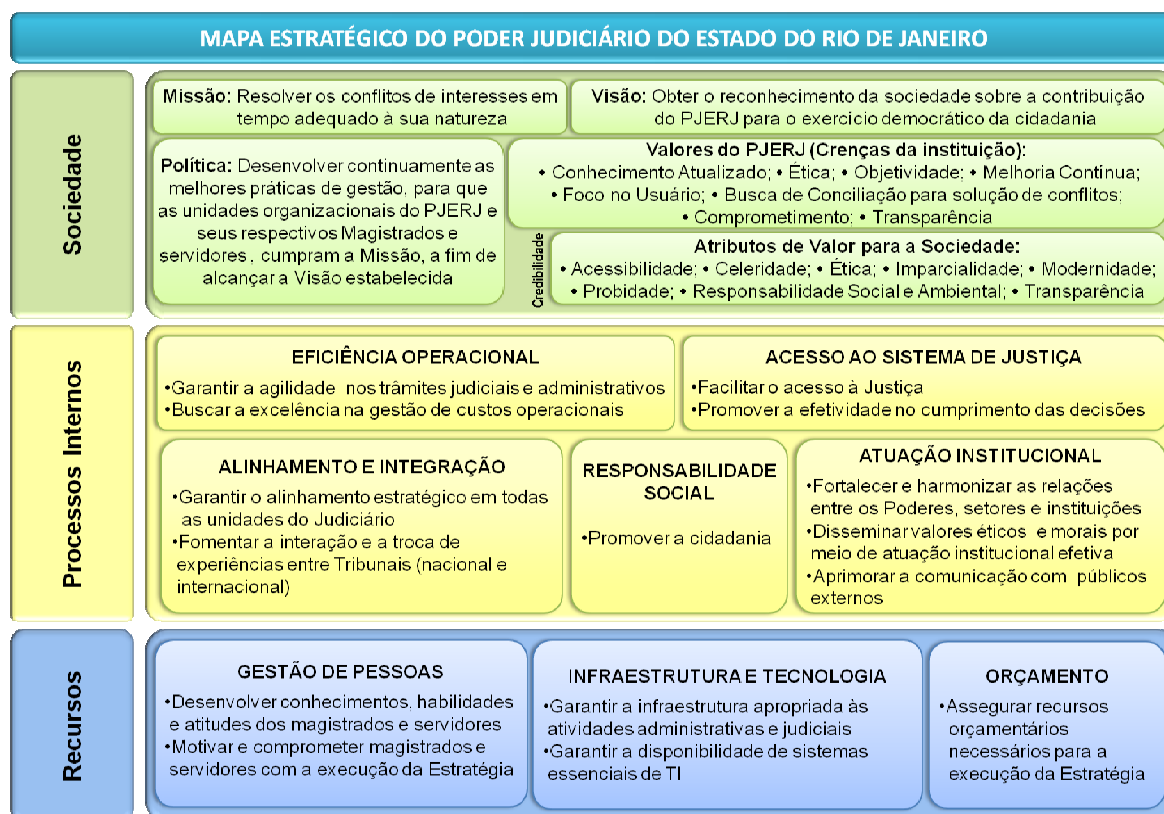 MAPA ESTRATÉGICO DO PODER JUDICIÁRIO DO ESTADO DO RIO DE JANEIRO
Sociedade
Missão: Resolver os conflitos de interesses em
tempo adequado à sua natureza
Visão: Obter o reconhecimento da sociedade sobre a contribuição
do PJERJ para o exercício democrático da cidadania
Política: Desenvolver continuamente as
melhores práticas de gestão, para que
as unidades organizacionais do PJERJ e
seus respectivos Magistrados e
servidores, cumpram a Missão, a fim de
alcançar a Visão estabelecida
Valores do PJERJ (Crenças da instituição):
• Conhecimento Atualizado; • Ética; • Objetividade; • Melhoria Contínua;
• Foco no Usuário; • Busca de Conciliação para solução de conflitos;
• Comprometimento; • Transparência
Credibilidade
Atributos de Valor para a Sociedade:
• Acessibilidade; • Celeridade; • Ética; • Imparcialidade; • Modernidade;
• Probidade; • Responsabilidade Social e Ambiental; • Transparência
Processos Internos
EFICIÊNCIA OPERACIONAL
•Garantir a agilidade nos trâmites judiciais e administrativos
•Buscar a excelência na gestão de custos operacionais
ACESSO AO SISTEMA DE JUSTIÇA
•Facilitar o acesso à Justiça
•Promover a efetividade no cumprimento das decisões
ALINHAMENTO E INTEGRAÇÃO
•Garantir o alinhamento estratégico em todas
as unidades do Judiciário
•Fomentar a interação e a troca de
experiências entre Tribunais (nacional e
internacional)
RESPONSABILIDADE
SOCIAL
•Promover a cidadania
ATUAÇÃO INSTITUCIONAL
•Fortalecer e harmonizar as relações
entre os Poderes, setores e instituições
•Disseminar valores éticos e morais por
meio de atuação institucional efetiva
•Aprimorar a comunicação com públicos
externos
Recursos
GESTÃO DE PESSOAS
•Desenvolver conhecimentos, habilidades
e atitudes dos magistrados e servidores
•Motivar e comprometer magistrados e
servidores com a execução da Estratégia
INFRAESTRUTURA E TECNOLOGIA
•Garantir a infraestrutura apropriada às
atividades administrativas e judiciais
•Garantir a disponibilidade de sistemas
essenciais de TI
ORÇAMENTO
•Assegurar recursos
orçamentários
necessários para a
execução da Estratégia